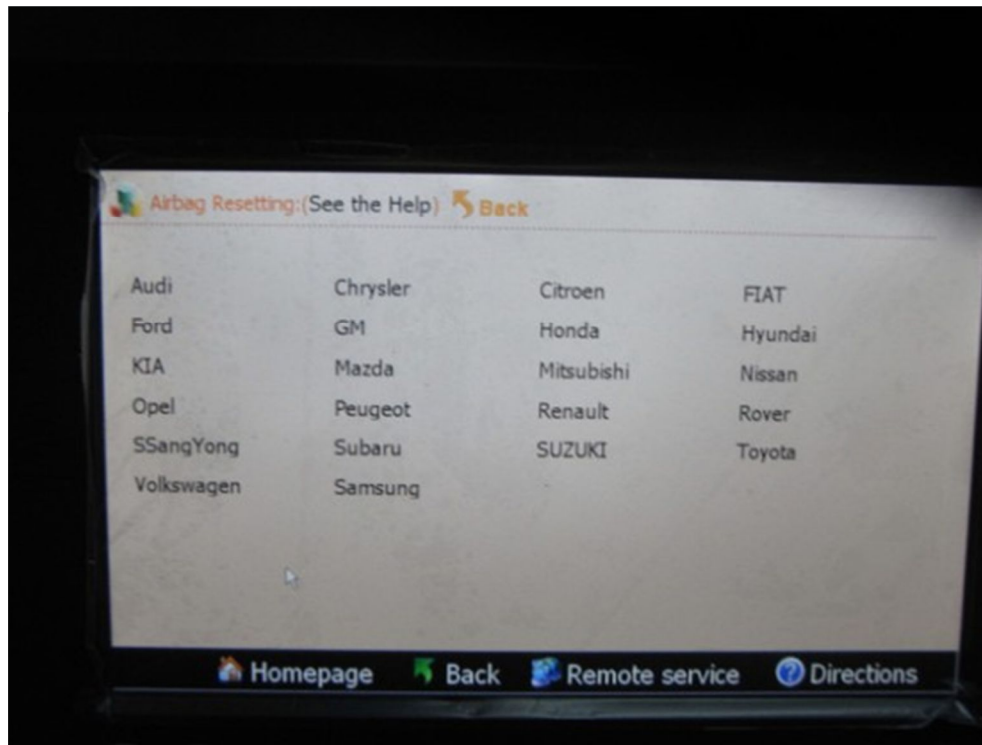 Airbag Resetting:(See the Help) Back
Audi Chrysler Citroen FIAT
Ford GM Honda Hyundai
KIA Mazda Mitsubishi Nissan
Opel Peugeot Renault Rover
SSangYong Subaru SUZUKI Toyota
Volkswagen Samsung
Homepage Back Remote service Directions